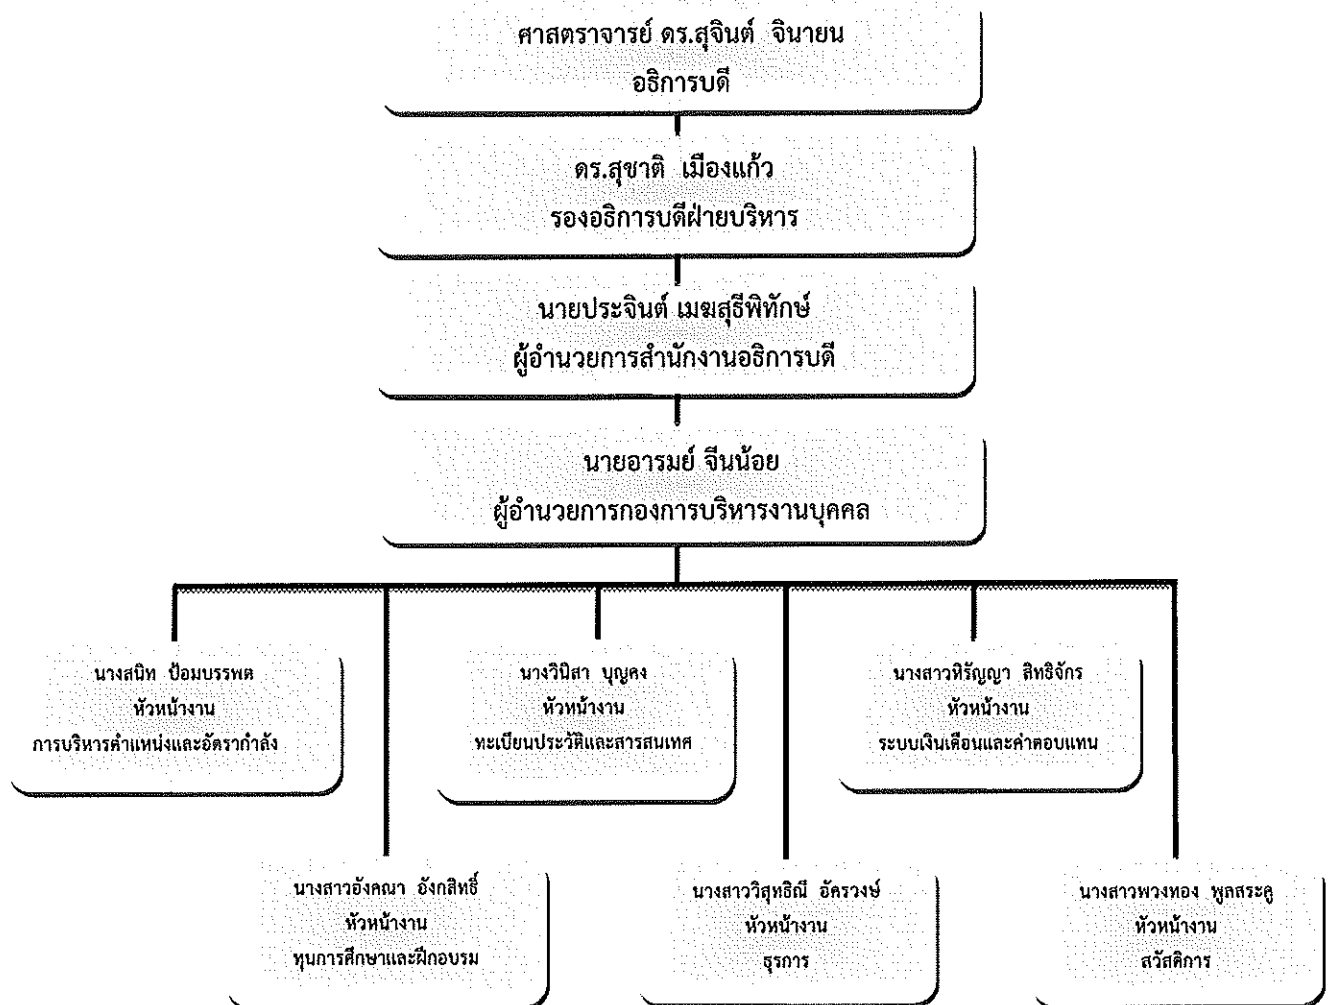 ศาสตราจารย์ ดร.สุจินต์ จินายน
อธิการบดี
ดร.สุชาติ เมืองแก้ว
รองอธิการบดีฝ่ายบริหาร
นายประจินต์ เมฆสุธีพิทักษ์
ผู้อำนวยการสำนักงานอธิการบดี
นายอารมย์ จีนน้อย
ผู้อำนวยการกองการบริหารงานบุคคล
นางสนิท ป้อมบรรพต
หัวหน้างาน
การบริหารตำแหน่งและอัตรากำลัง
นางวินิสา บุญคง
หัวหน้างาน
ทะเบียนประวัติและสารสนเทศ
นางสาวหิรัญญา สิทธิจักร
หัวหน้างาน
ระบบเงินเดือนและค่าตอบแทน
นางสาวอังคณา อังกสิทธิ์
หัวหน้างาน
ทุนการศึกษาและฝึกอบรม
นางสาววิสุทธิณี อัครวงษ์
หัวหน้างาน
ธุรการ
นางสาวพวงทอง พูลสระคู
หัวหน้างาน
สวัสดิการ